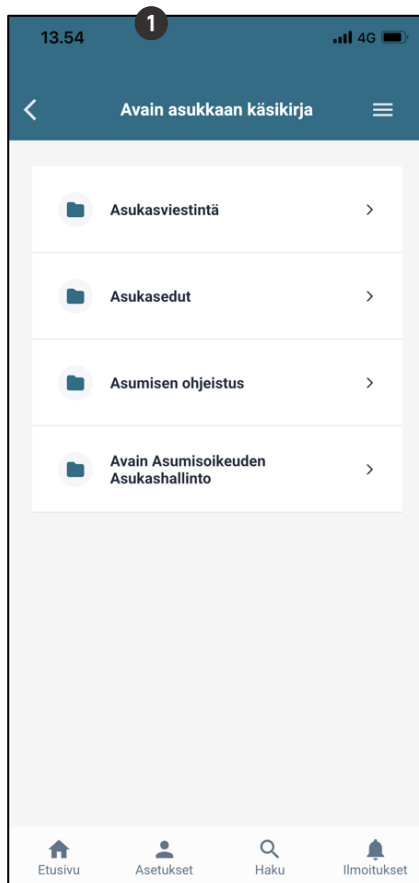 1
13.54
4G
Avain asukkaan käsikirja
Asukasviestintä
Asukasedut
Asumisen ohjeistus
Avain Asumisoikeuden
Asukashallinto
Etusivu
Asetukset
Haku
Ilmoitukset